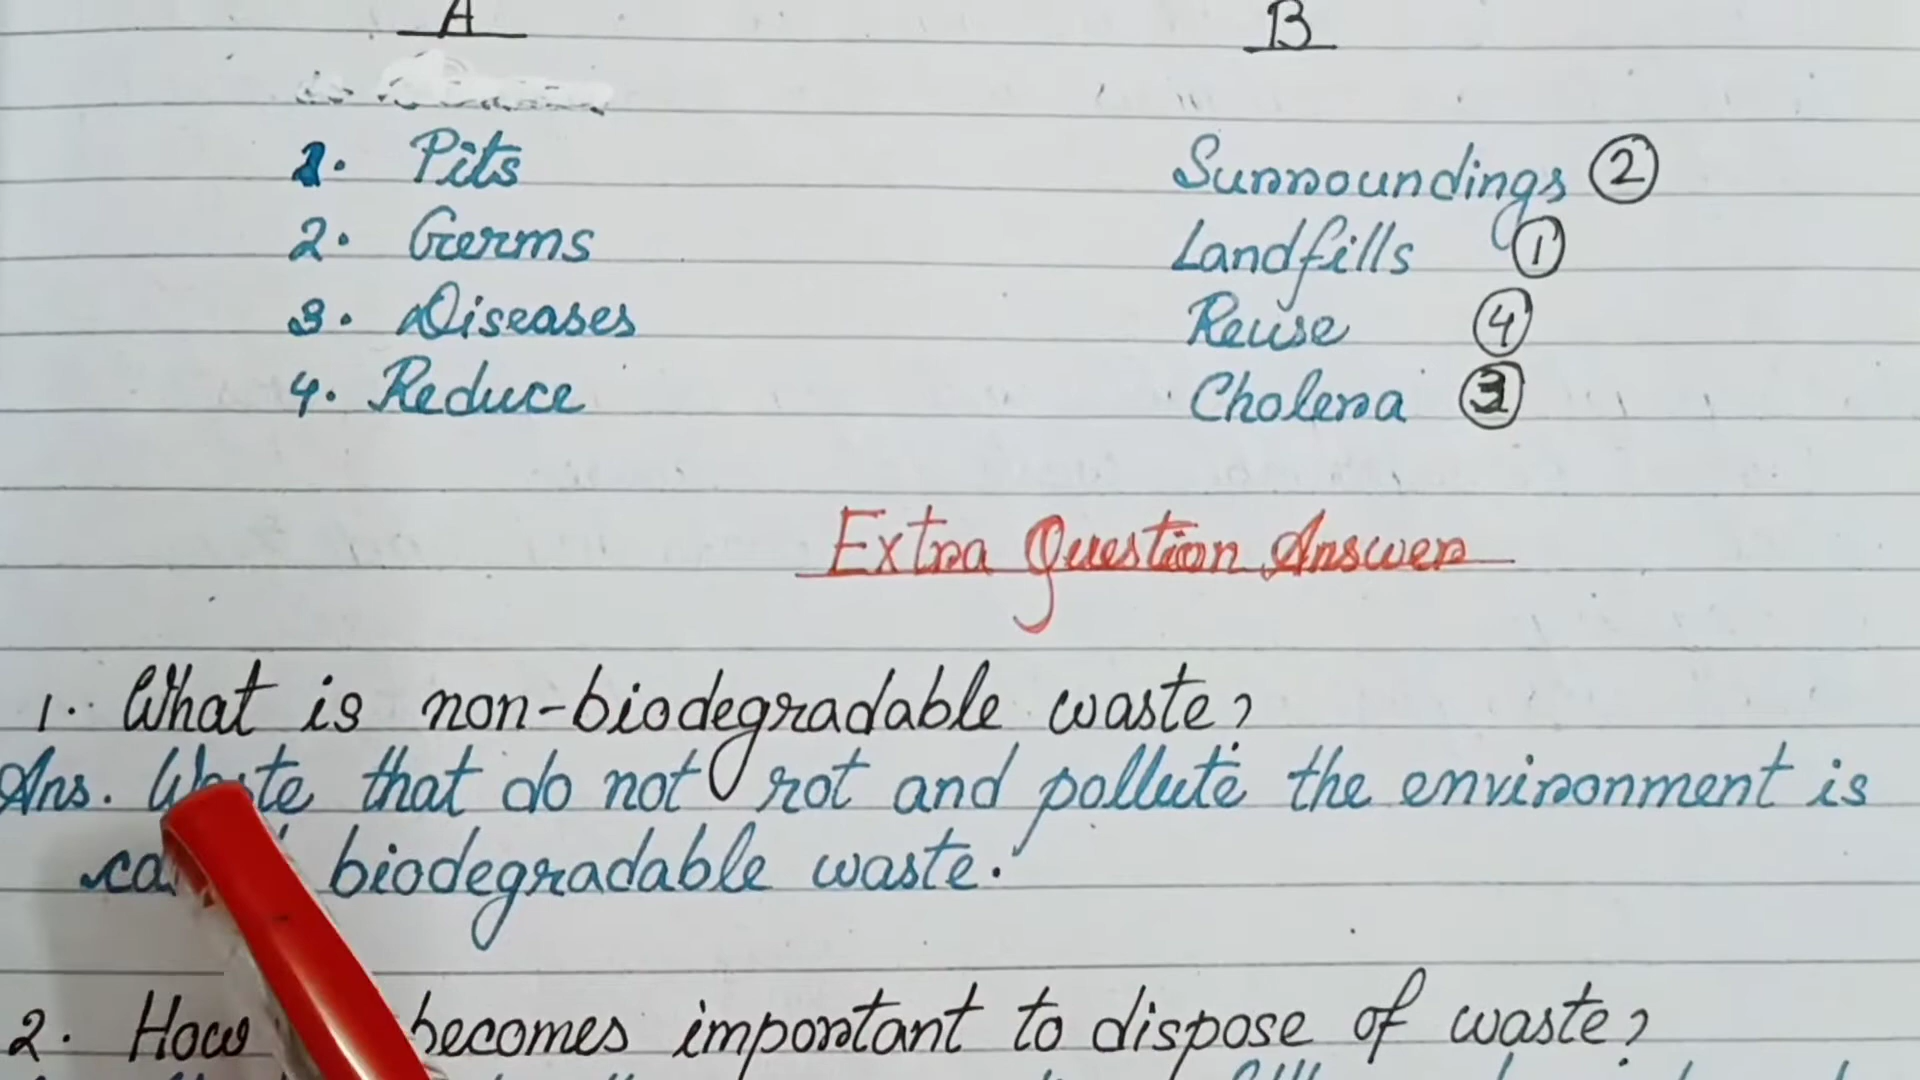 A B
1. Pits Surroundings 2
2. Germs Landfills 1
3. Diseases Reuse 4
4. Reduce Cholera 3
Extra Question Answer
1. What is non-biodegradable waste?
Ans. Waste that do not rot and pollute the environment is
biodegradable waste.
2. How becomes important to dispose of waste?